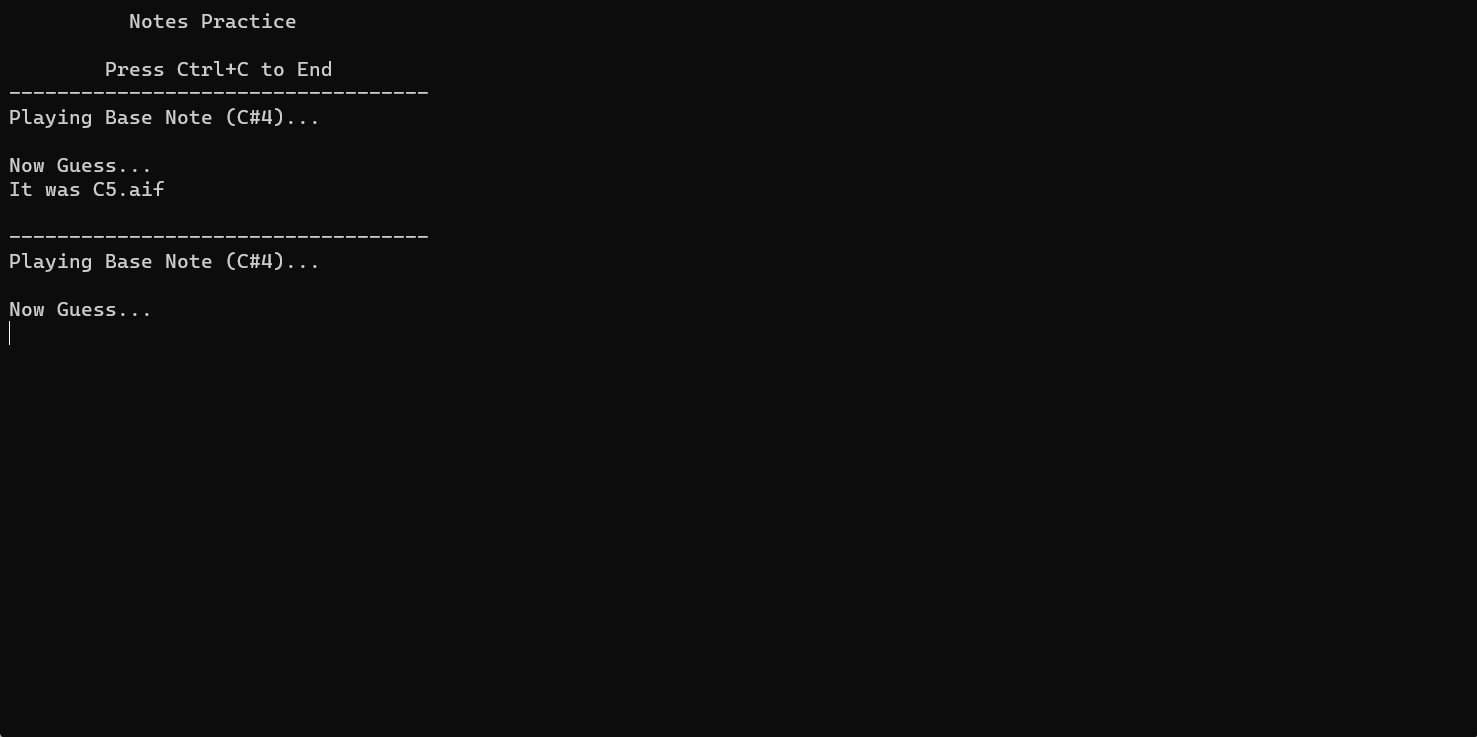 Notes Practice
Press Ctrl+C to End
-----------------------------------
Playing Base Note (C#4)...
Now Guess...
It was C5.aif
-----------------------------------
Playing Base Note (C#4)...
Now Guess...